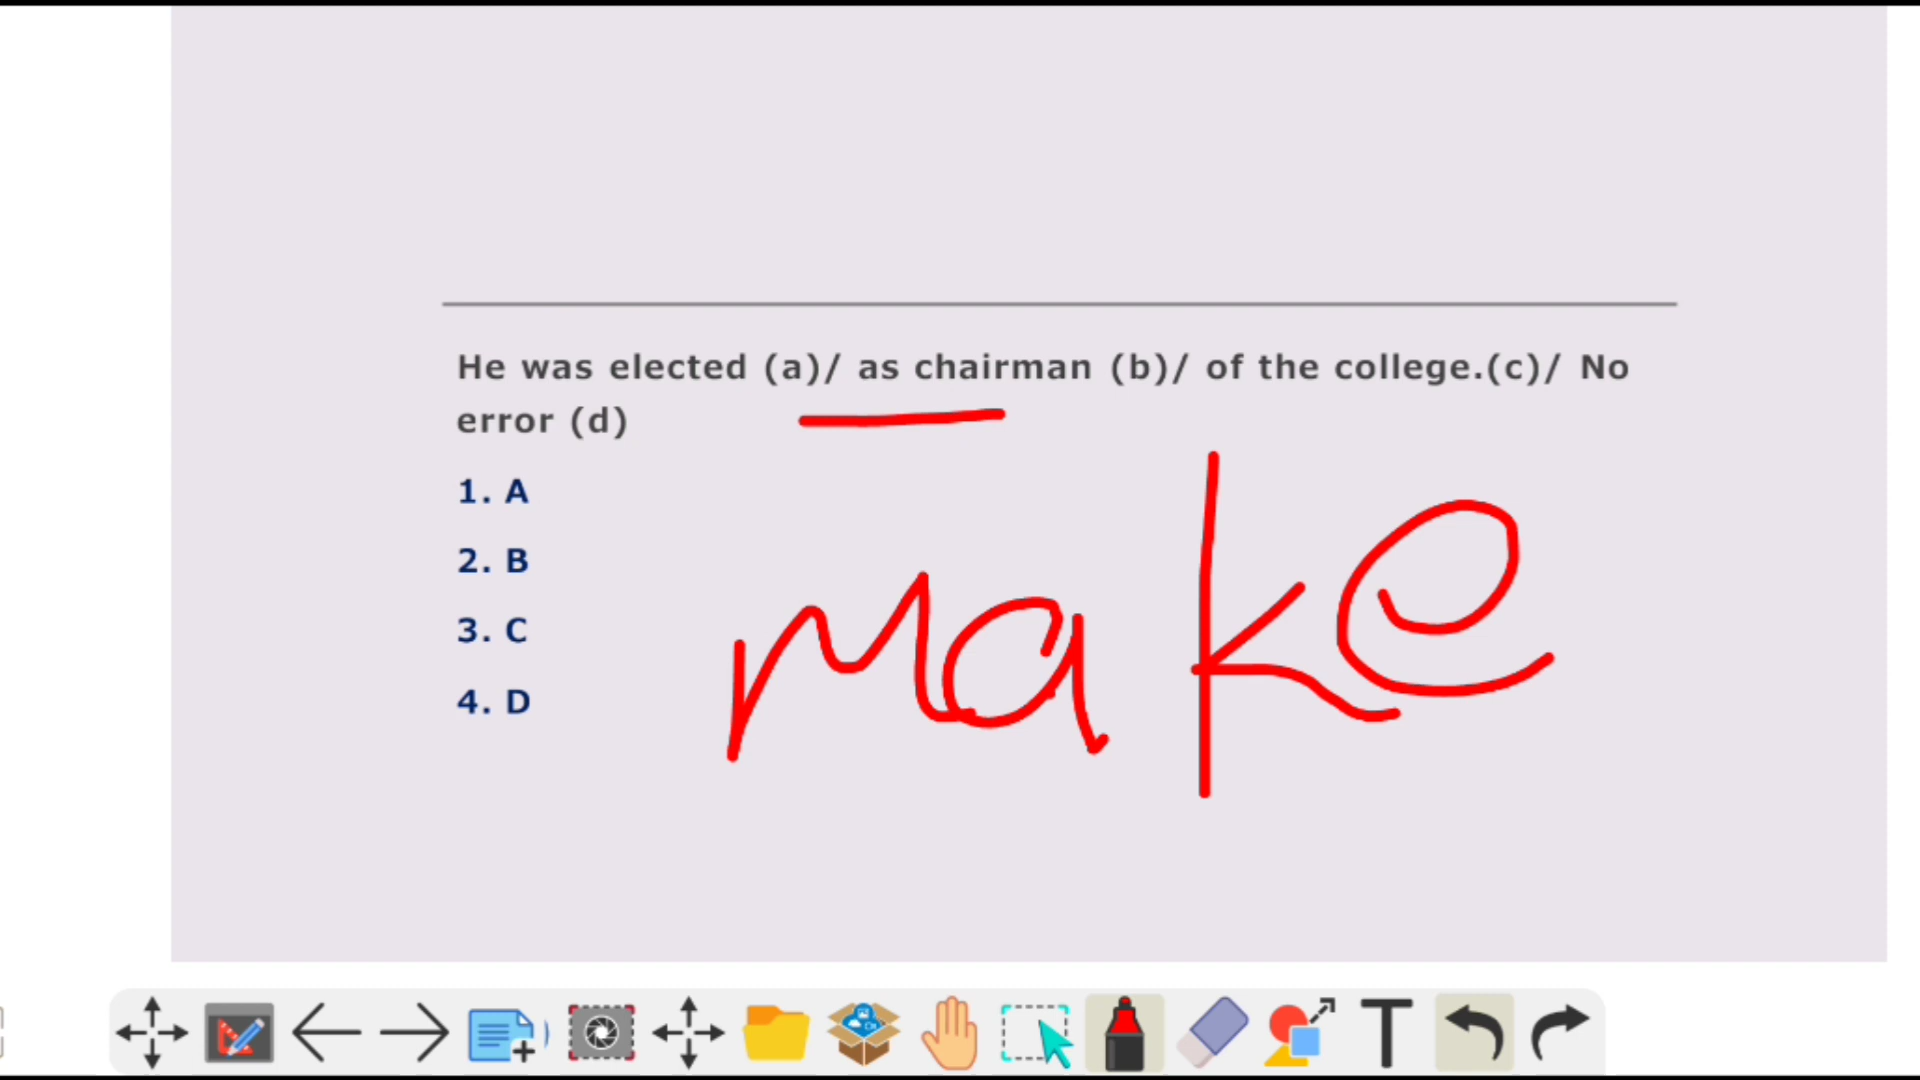 He was elected (a)/ as chairman (b)/ of the college.(c)/ No
error (d)
1. A
2. B
3. C
4. D
make